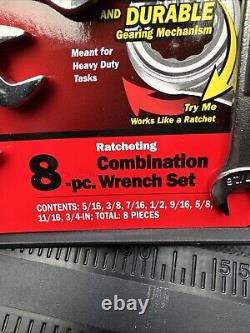 AND DURABLE
Gearing Mechanism
Meant for
Heavy Duty
Tasks
Try Me
Works Like a Ratchet
Ratcheting
8-pc. Combination
Wrench Set
CONTENTS: 5/16, 3/8, 7/16, 1/2, 9/16, 5/8,
11/16, 3/4-IN; TOTAL: 8 PIECES